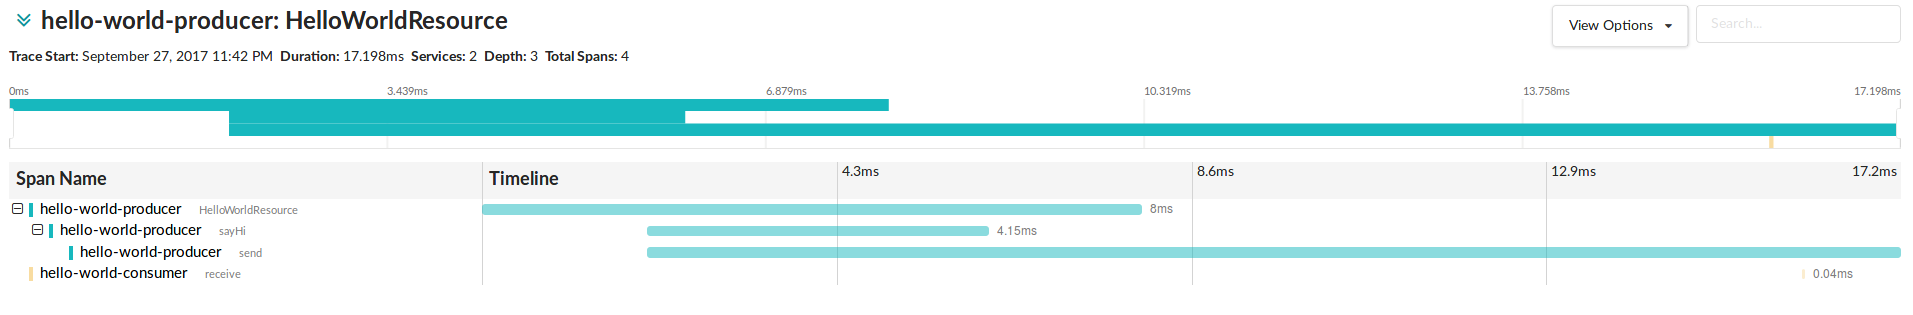 hello-world-producer: HelloWorldResource
View Options
Search...
Trace Start: September 27, 2017 11:42 PM Duration: 17.198ms Services: 2 Depth: 3 Total Spans: 4
0ms 3.439ms 6.879ms 10.319ms 13.758ms 17.198ms
Span Name Timeline 4.3ms 8.6ms 12.9ms 17.2ms
hello-world-producer HelloWorldResource 8ms
hello-world-producer sayHi 4.15ms
hello-world-producer send
hello-world-consumer receive 0.04ms